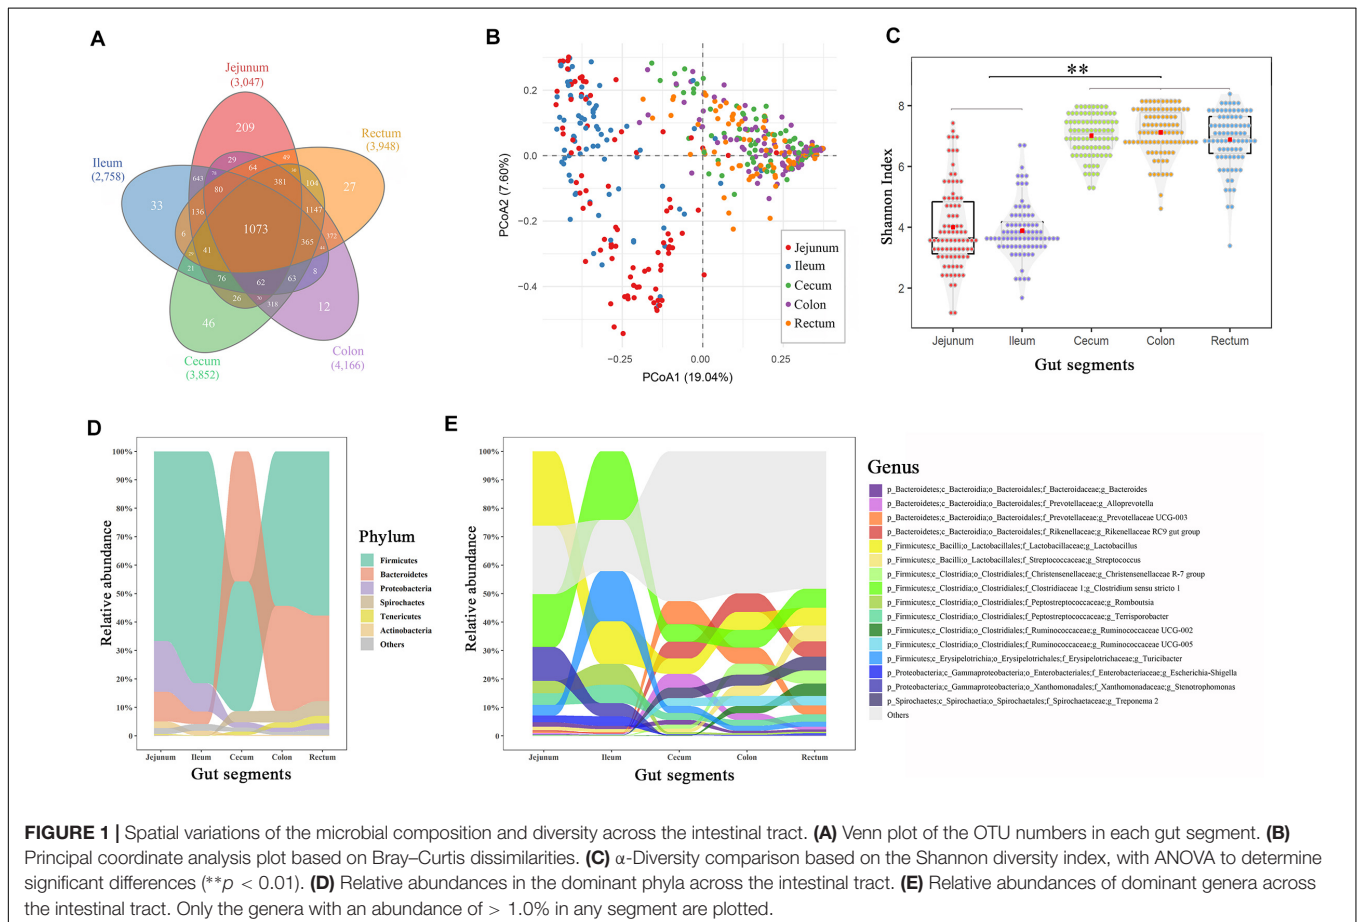 A
Jejunum
(3,047)
Rectum
(3,948)
Ileum
(2,758)
Colon
(4,166)
Cecum
(3,852)
209
27
33
12
46
29
49
64
643
80
381
104
136
1147
1073
372
6
41
365
21
76
62
63
8
26
318
B
PCoA2 (7.60%)
0.2
0.0
−0.2
−0.4
−0.25
0.00
0.25
PCoA1 (19.04%)
Jejunum
Ileum
Cecum
Colon
Rectum
C
**
Shannon Index
8
6
4
2
Jejunum Ileum Cecum Colon Rectum
Gut segments
D
Relative abundance
100%
90%
80%
70%
60%
50%
40%
30%
20%
10%
0
Jejunum Ileum Cecum Colon Rectum
Gut segments
Phylum
Firmicutes
Bacteroidetes
Proteobacteria
Spirochaetes
Tenericutes
Actinobacteria
Others
E
Relative abundance
100%
90%
80%
70%
60%
50%
40%
30%
20%
10%
0
Jejunum Ileum Cecum Colon Rectum
Gut segments
Genus
p_Bacteroidetes;c_Bacteroidia;o_Bacteroidales;f_Bacteroidaceae;g_Bacteroides
p_Bacteroidetes;c_Bacteroidia;o_Bacteroidales;f_Prevotellaceae;g_Alloprevotella
p_Bacteroidetes;c_Bacteroidia;o_Bacteroidales;f_Prevotellaceae;g_Prevotellaceae UCG-003
p_Bacteroidetes;c_Bacteroidia;o_Bacteroidales;f_Rikenellaceae;g_Rikenellaceae RC9 gut group
p_Firmicutes;c_Bacilli;o_Lactobacillales;f_Lactobacillaceae;g_Lactobacillus
p_Firmicutes;c_Bacilli;o_Lactobacillales;f_Streptococcaceae;g_Streptococcus
p_Firmicutes;c_Clostridia;o_Clostridiales;f_Christensenellaceae;g_Christensenellaceae R-7 group
p_Firmicutes;c_Clostridia;o_Clostridiales;f_Clostridiaceae 1;g_Clostridium sensu stricto 1
p_Firmicutes;c_Clostridia;o_Clostridiales;f_Peptostreptococcaceae;g_Romboutsia
p_Firmicutes;c_Clostridia;o_Clostridiales;f_Peptostreptococcaceae;g_Terrisporobacter
p_Firmicutes;c_Clostridia;o_Clostridiales;f_Ruminococcaceae;g_Ruminococcaceae UCG-002
p_Firmicutes;c_Clostridia;o_Clostridiales;f_Ruminococcaceae;g_Ruminococcaceae UCG-005
p_Firmicutes;c_Erysipelotrichia;o_Erysipelotrichales;f_Erysipelotrichaceae;g_Turicibacter
p_Proteobacteria;c_Gammaproteobacteria;o_Enterobacteriales;f_Enterobacteriaceae;g_Escherichia-Shigella
p_Proteobacteria;c_Gammaproteobacteria;o_Xanthomonadales;f_Xanthomonadaceae;g_Stenotrophomonas
p_Spirochaetes;c_Spirochaetia;o_Spirochaetales;f_Spirochaetaceae;g_Treponema 2
Others
FIGURE 1 | Spatial variations of the microbial composition and diversity across the intestinal tract. (A) Venn plot of the OTU numbers in each gut segment. (B)
Principal coordinate analysis plot based on Bray–Curtis dissimilarities. (C) α-Diversity comparison based on the Shannon diversity index, with ANOVA to determine
significant differences (**p < 0.01). (D) Relative abundances in the dominant phyla across the intestinal tract. (E) Relative abundances of dominant genera across
the intestinal tract. Only the genera with an abundance of > 1.0% in any segment are plotted.